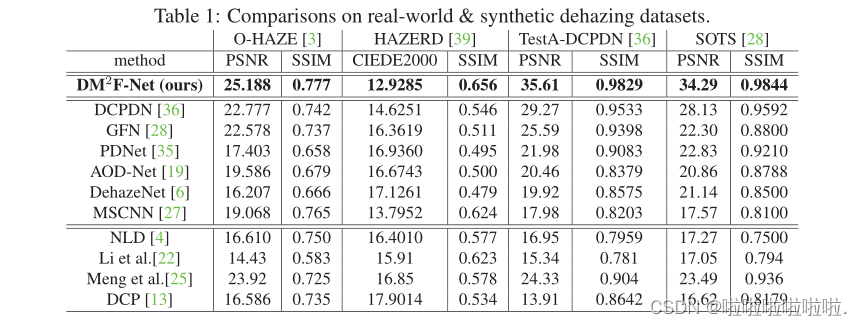 Table 1: Comparisons on real-world & synthetic dehazing datasets.
O-HAZE [3] HAZERD [39] TestA-DCPDN [36] SOTS [28]
method PSNR SSIM CIEDE2000 SSIM PSNR SSIM PSNR SSIM
DM²F-Net (ours) 25.188 0.777 12.9285 0.656 35.61 0.9829 34.29 0.9844
DCPDN [36] 22.777 0.742 14.6251 0.546 29.27 0.9533 28.13 0.9592
GFN [28] 22.578 0.737 16.3619 0.511 25.59 0.9398 22.30 0.8800
PDNet [35] 17.403 0.658 16.9360 0.495 21.98 0.9083 22.83 0.9210
AOD-Net [19] 19.586 0.679 16.6743 0.500 20.46 0.8379 20.86 0.8788
DehazeNet [6] 16.207 0.666 17.1261 0.479 19.92 0.8575 21.14 0.8500
MSCNN [27] 19.068 0.765 13.7952 0.624 17.98 0.8203 17.57 0.8100
NLD [4] 16.610 0.750 16.4010 0.577 16.95 0.7959 17.27 0.7500
Li et al.[22] 14.43 0.583 15.91 0.623 15.34 0.781 17.05 0.794
Meng et al.[25] 23.92 0.725 16.85 0.578 24.33 0.904 23.49 0.936
DCP [13] 16.586 0.735 17.9014 0.534 13.91 0.8642 16.62 0.8179
CSDN @啦啦啦啦啦啦.